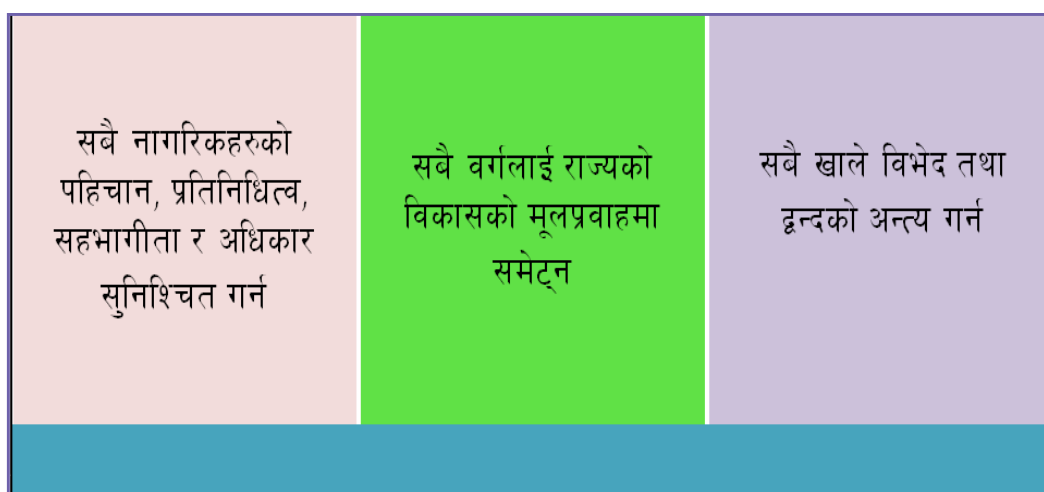 सबै नागरिकहरुको
पहिचान, प्रतिनिधित्व,
सहभागीता र अधिकार
सुनिश्चित गर्न
सबै वर्गलाई राज्यको
विकासको मूलप्रवाहमा
समेट्न
सबै खाले विभेद तथा
द्वन्दको अन्त्य गर्न